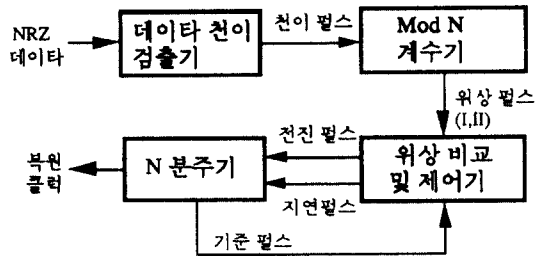 NRZ
데이타
데이타 천이
검출기
천이 펄스
Mod N
계수기
위상 펄스
(I,II)
전진 펄스
복원
클럭
N 분주기
위상 비교
및 제어기
지연펄스
기준 펄스